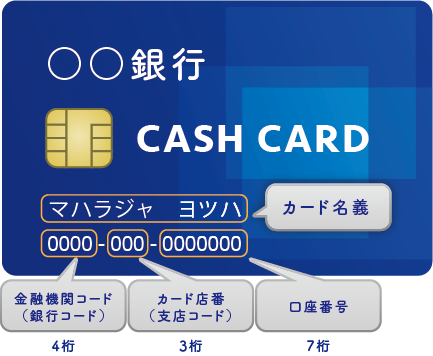 〇〇銀行
CASH CARD
マハラジャ　ヨツハ
カード名義
0000-000-0000000
金融機関コード
（銀行コード）
カード店番
（支店コード）
口座番号
4桁
3桁
7桁